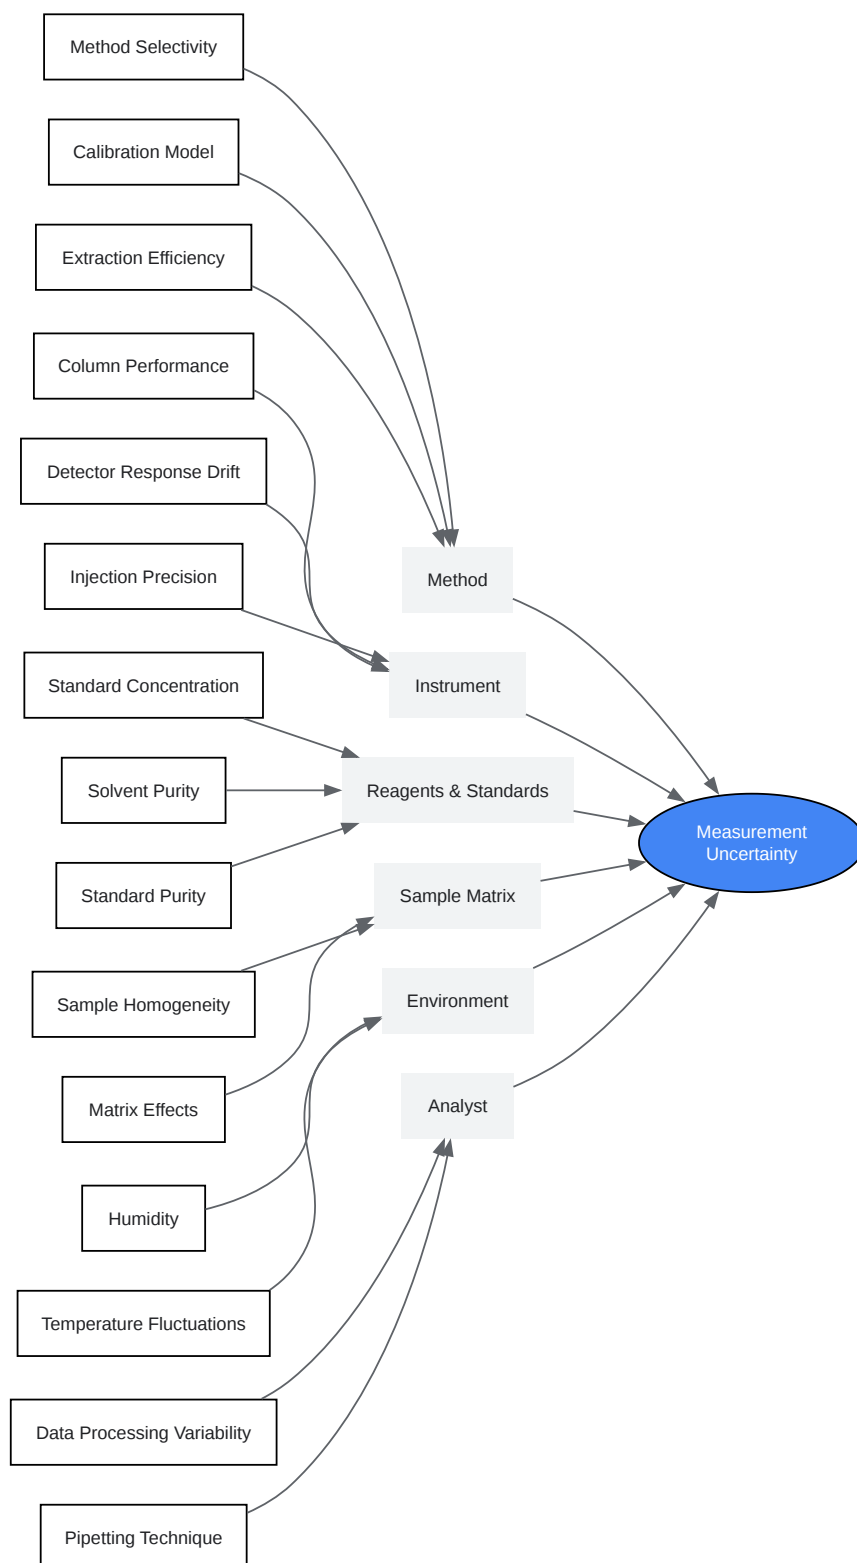 Method Selectivity
Calibration Model
Extraction Efficiency
Column Performance
Detector Response Drift
Injection Precision
Standard Concentration
Solvent Purity
Standard Purity
Sample Homogeneity
Matrix Effects
Humidity
Temperature Fluctuations
Data Processing Variability
Pipetting Technique
Method
Instrument
Reagents & Standards
Sample Matrix
Environment
Analyst
Measurement
Uncertainty